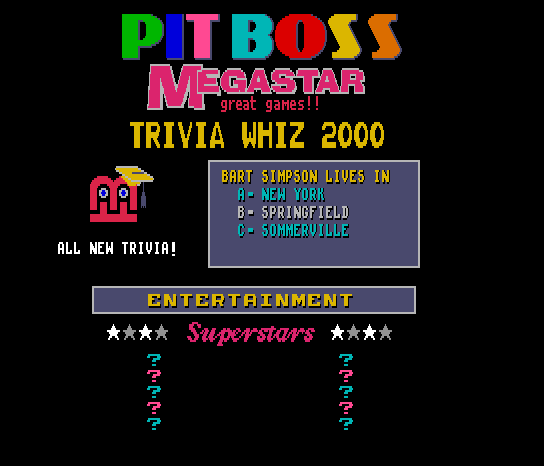 PIT BOSS
MEGASTAR
great games!!
TRIVIA WHIZ 2000
BART SIMPSON LIVES IN
A- NEW YORK
B- SPRINGFIELD
C- SOMMERVILLE
ALL NEW TRIVIA!
ENTERTAINMENT
Superstars
? ?
? ?
? ?
? ?
? ?